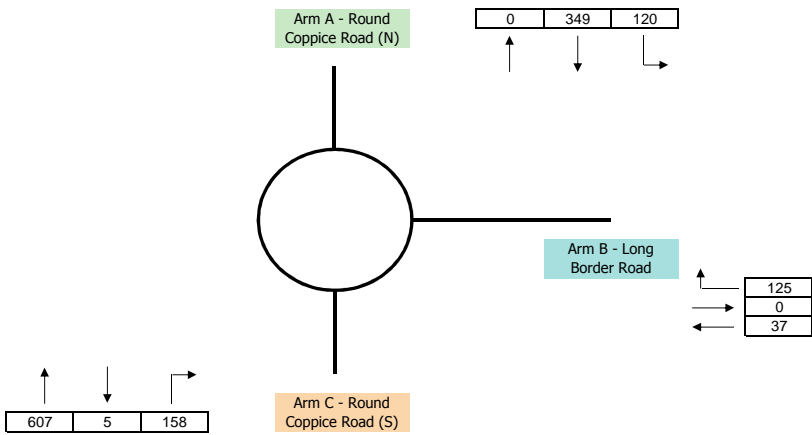 Arm A - Round
Coppice Road (N)
0 349 120
Arm B - Long
Border Road
125
0
37
Arm C - Round
Coppice Road (S)
607 5 158